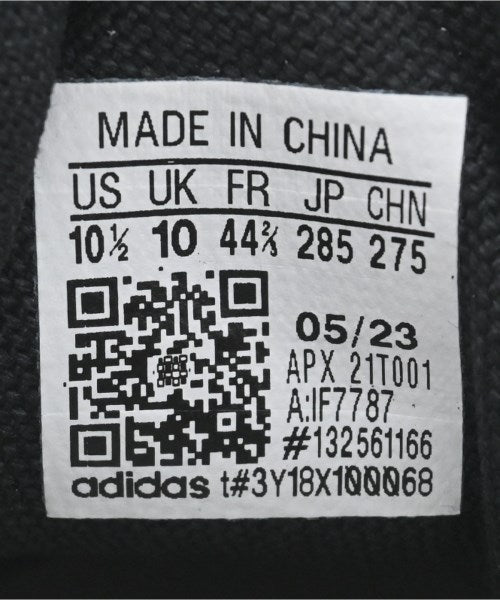 MADE IN CHINA
US UK FR JP CHN
10½ 10 44⅔ 285 275
05/23
APX 21T001
A:IF7787
#132561166
adidas t#3Y18X100068